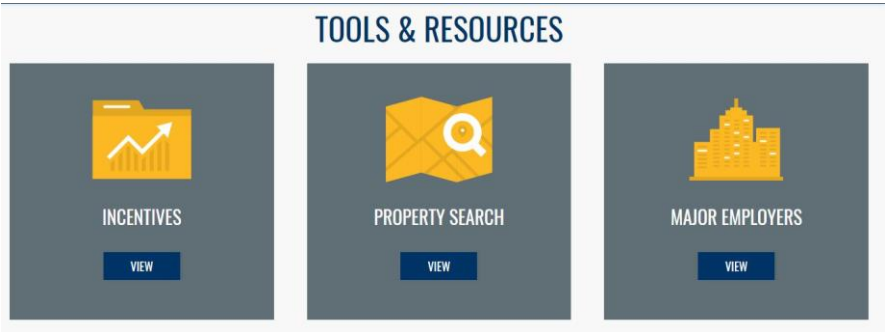 TOOLS & RESOURCES
INCENTIVES
PROPERTY SEARCH
MAJOR EMPLOYERS
VIEW
VIEW
VIEW